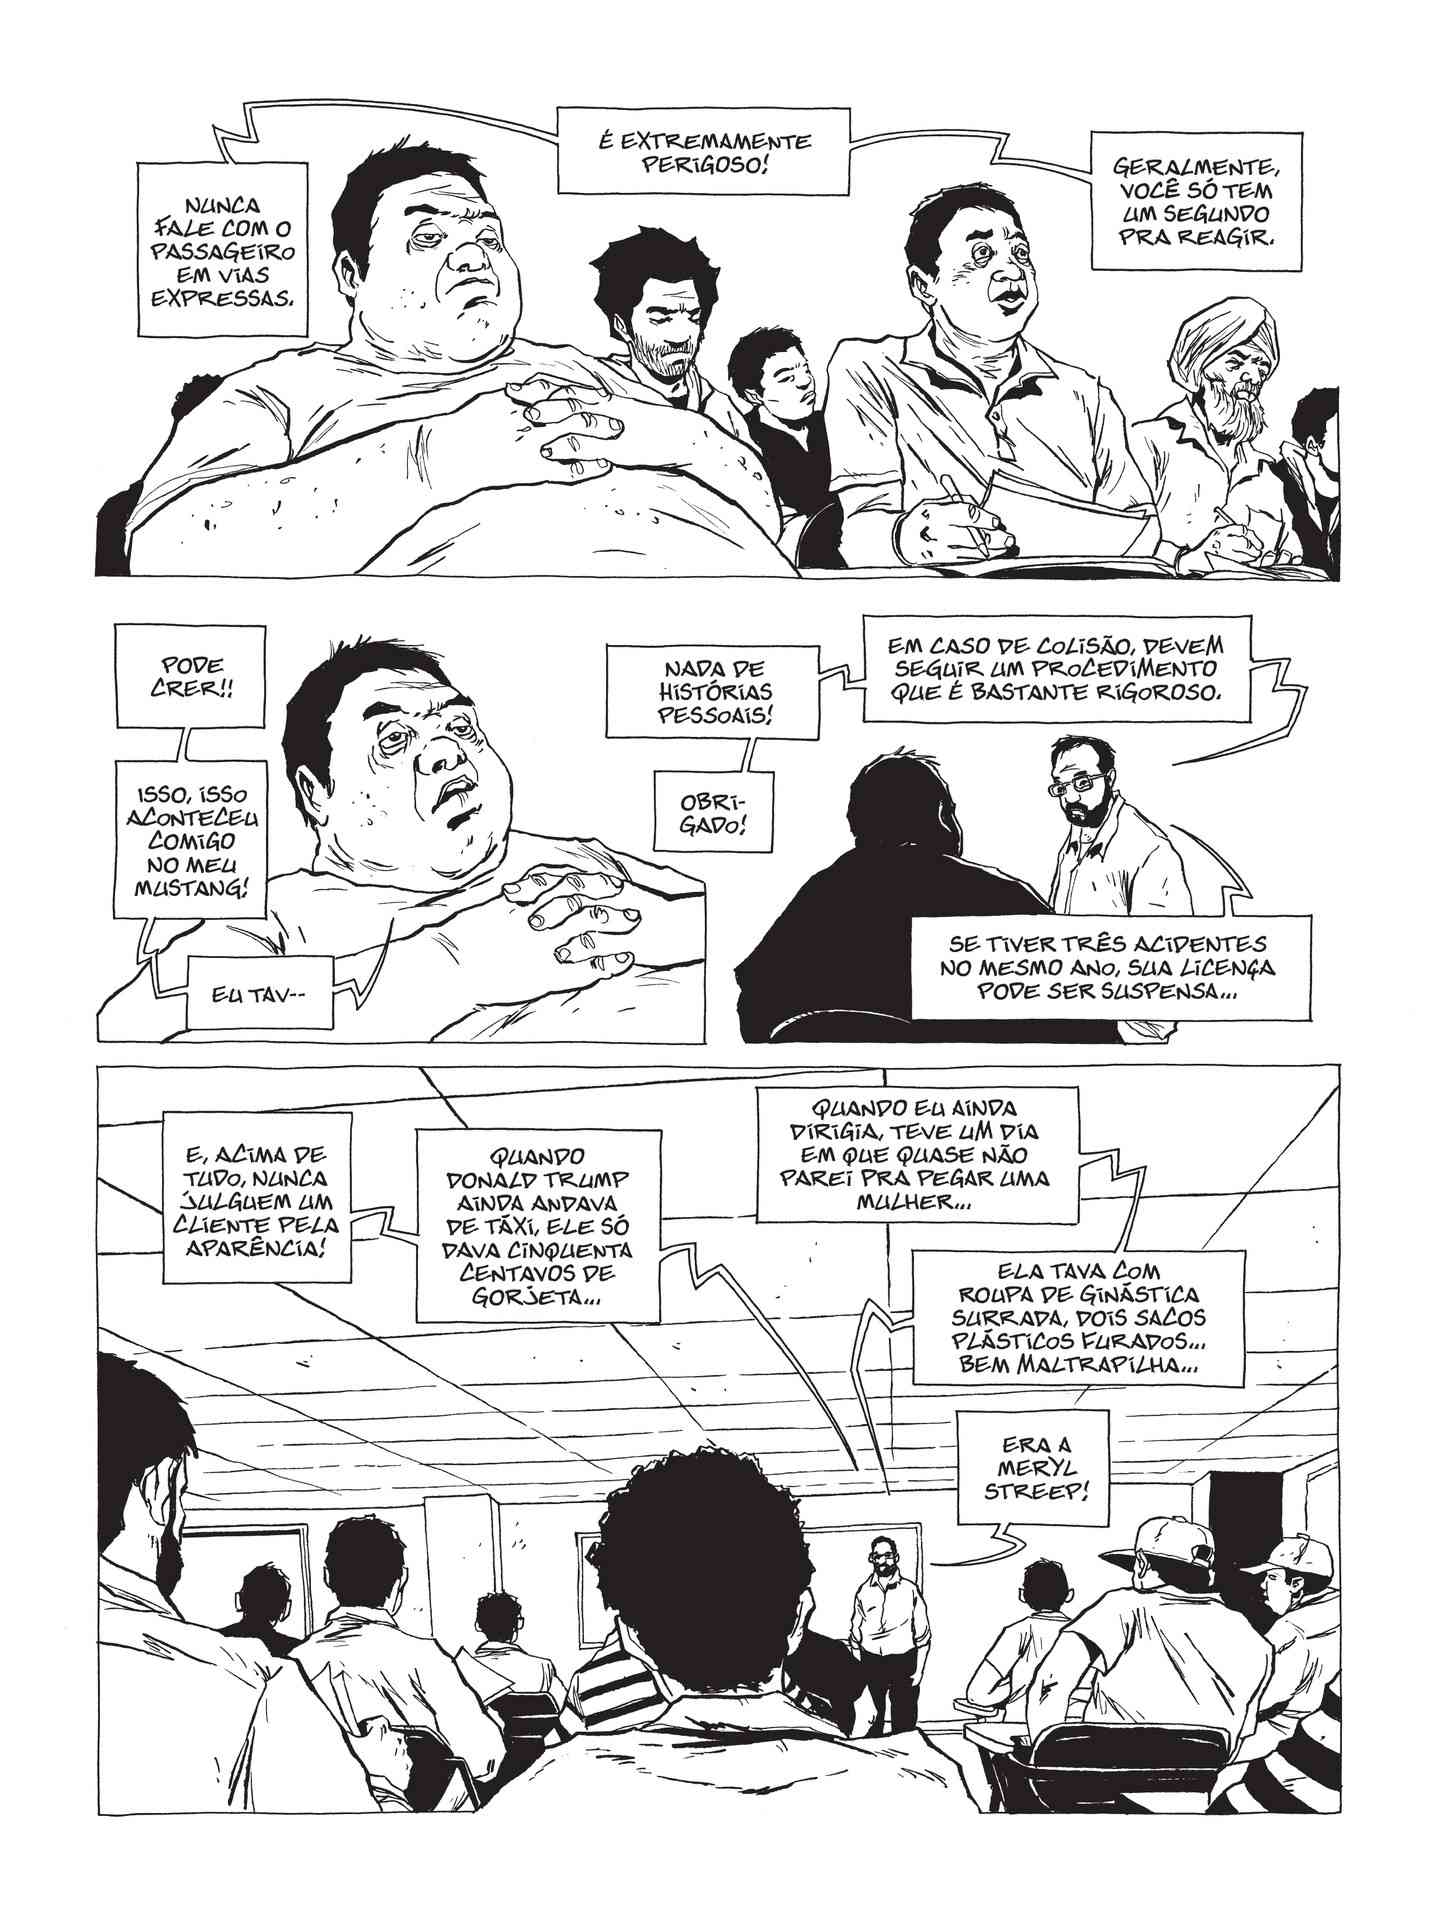 NUNCA
FALE COM O
PASSAGEIRO
EM VIAS
EXPRESSAS.
É EXTREMAMENTE
PERIGOSO!
GERALMENTE,
VOCÊ SÓ TEM
UM SEGUNDO
PRA REAGIR.
PODE
CRER!!
ISSO, ISSO
ACONTECEU
COMIGO
NO MEU
MUSTANG!
EU TAV--
NADA DE
HISTÓRIAS
PESSOAIS!
OBRI-
GADO!
EM CASO DE COLISÃO, DEVEM
SEGUIR UM PROCEDIMENTO
QUE É BASTANTE RIGOROSO.
SE TIVER TRÊS ACIDENTES
NO MESMO ANO, SUA LICENÇA
PODE SER SUSPENSA...
E, ACIMA DE
TUDO, NUNCA
JULGUEM UM
CLIENTE PELA
APARÊNCIA!
QUANDO
DONALD TRUMP
AINDA ANDAVA
DE TÁXI, ELE SÓ
DAVA CINQUENTA
CENTAVOS DE
GORJETA...
QUANDO EU AINDA
DIRIGIA, TEVE UM DIA
EM QUE QUASE NÃO
PAREI PRA PEGAR UMA
MULHER...
ELA TAVA COM
ROUPA DE GINÁSTICA
SURRADA, DOIS SACOS
PLÁSTICOS FURADOS...
BEM MALTRAPILHA...
ERA A
MERYL
STREEP!